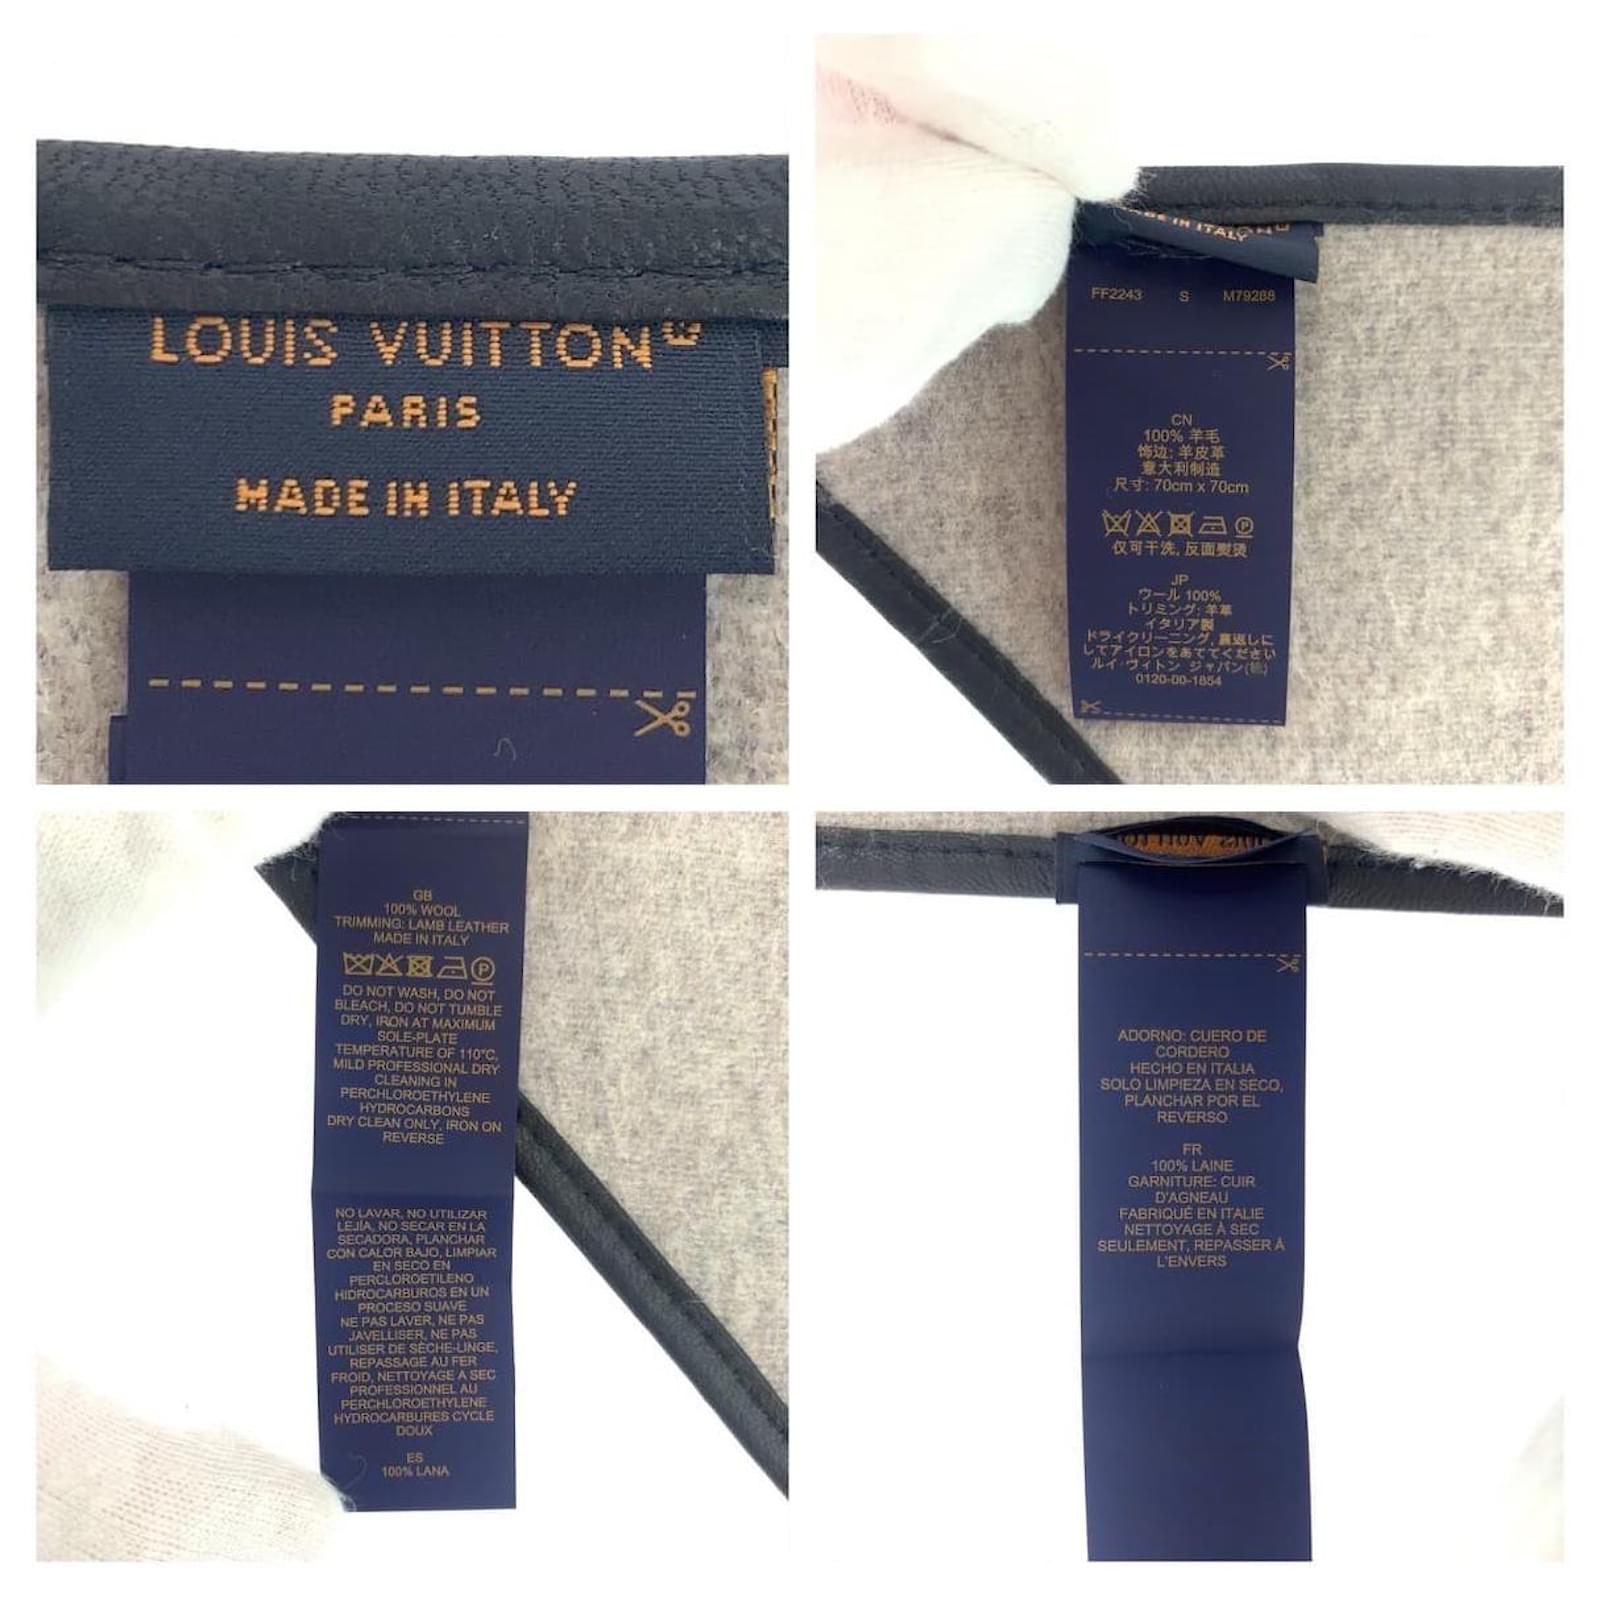 LOUIS VUITTON
PARIS
MADE IN ITALY
MADE IN ITALY
FF2243 S M79288
CN
100% 羊毛
饰边: 羊皮革
意大利制造
尺寸: 70cm x 70cm
仅可干洗, 反面熨烫
JP
ウール 100%
トリミング: 羊革
イタリア製
ドライクリーニング, 裏返しに
してアイロンをあててください
ルイ・ヴィトン ジャパン(㈱)
0120-00-1854
GB
100% WOOL
TRIMMING: LAMB LEATHER
MADE IN ITALY
P
DO NOT WASH, DO NOT
BLEACH, DO NOT TUMBLE
DRY, IRON AT MAXIMUM
SOLE-PLATE
TEMPERATURE OF 110°C,
MILD PROFESSIONAL DRY
CLEANING IN
PERCHLOROETHYLENE
HYDROCARBONS
DRY CLEAN ONLY, IRON ON
REVERSE
NO LAVAR, NO UTILIZAR
LEJÍA, NO SECAR EN LA
SECADORA, PLANCHAR
CON CALOR BAJO, LIMPIAR
EN SECO EN
PERCLOROETILENO
HIDROCARBUROS EN UN
PROCESO SUAVE
NE PAS LAVER, NE PAS
JAVELLISER, NE PAS
UTILISER DE SÈCHE-LINGE,
REPASSAGE AU FER
FROID, NETTOYAGE A SEC
PROFESSIONNEL AU
PERCHLOROETHYLENE
HYDROCARBURES CYCLE
DOUX
ES
100% LANA
ADORNO: CUERO DE
CORDERO
HECHO EN ITALIA
SOLO LIMPIEZA EN SECO,
PLANCHAR POR EL
REVERSO
FR
100% LAINE
GARNITURE: CUIR
D'AGNEAU
FABRIQUÉ EN ITALIE
NETTOYAGE À SEC
SEULEMENT, REPASSER À
L'ENVERS